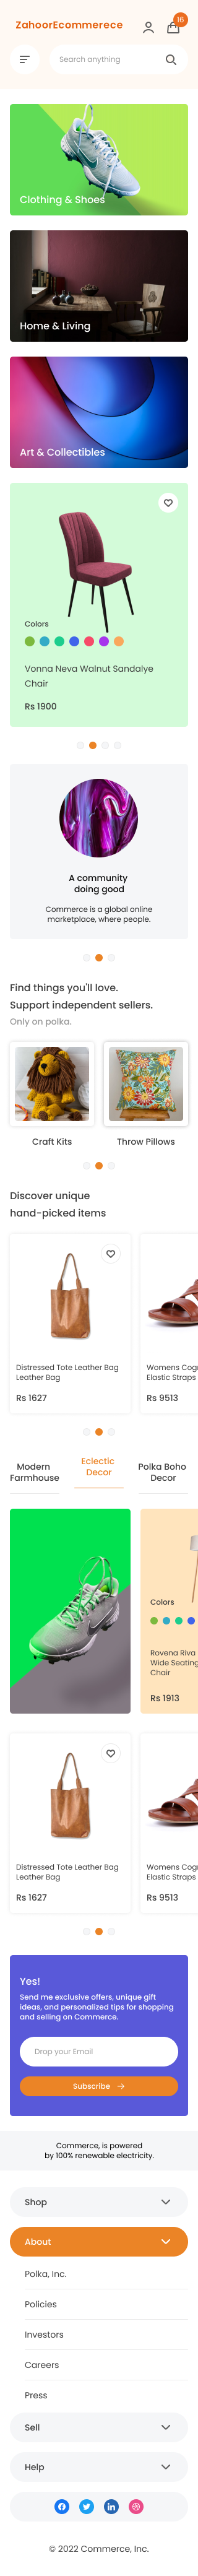 ZahoorEcommerece
16
Search anything
Clothing & Shoes
Home & Living
Art & Collectibles
Colors
Vonna Neva Walnut Sandalye
Chair
Rs 1900
A community
doing good
Commerce is a global online
marketplace, where people.
Find things you'll love.
Support independent sellers.
Only on polka.
Craft Kits
Throw Pillows
Discover unique
hand-picked items
Distressed Tote Leather Bag
Leather Bag
Rs 1627
Womens Cog
Elastic Straps
Rs 9513
Modern
Farmhouse
Eclectic
Decor
Polka Boho
Decor
Colors
Rovena Riva
Wide Seating
Chair
Rs 1913
Distressed Tote Leather Bag
Leather Bag
Rs 1627
Womens Cog
Elastic Straps
Rs 9513
Yes!
Send me exclusive offers, unique gift
ideas, and personalized tips for shopping
and selling on Commerce.
Drop your Email
Subscribe
Commerce, is powered
by 100% renewable electricity.
Shop
About
Polka, Inc.
Policies
Investors
Careers
Press
Sell
Help
© 2022 Commerce, Inc.